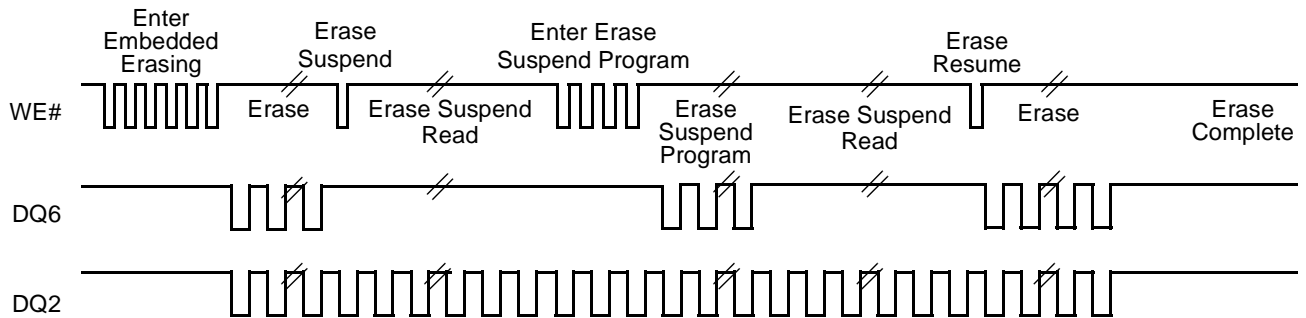 Enter
Embedded
Erasing
Erase
Suspend
Enter Erase
Suspend Program
Erase
Resume
WE#
Erase
Erase Suspend
Read
Erase
Suspend
Program
Erase Suspend
Read
Erase
Erase
Complete
DQ6
DQ2